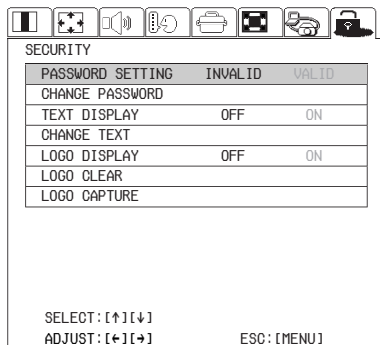 SECURITY
PASSWORD SETTING INVALID VALID
CHANGE PASSWORD
TEXT DISPLAY OFF ON
CHANGE TEXT
LOGO DISPLAY OFF ON
LOGO CLEAR
LOGO CAPTURE
SELECT:[↑][↓]
ADJUST:[←][→] ESC:[MENU]